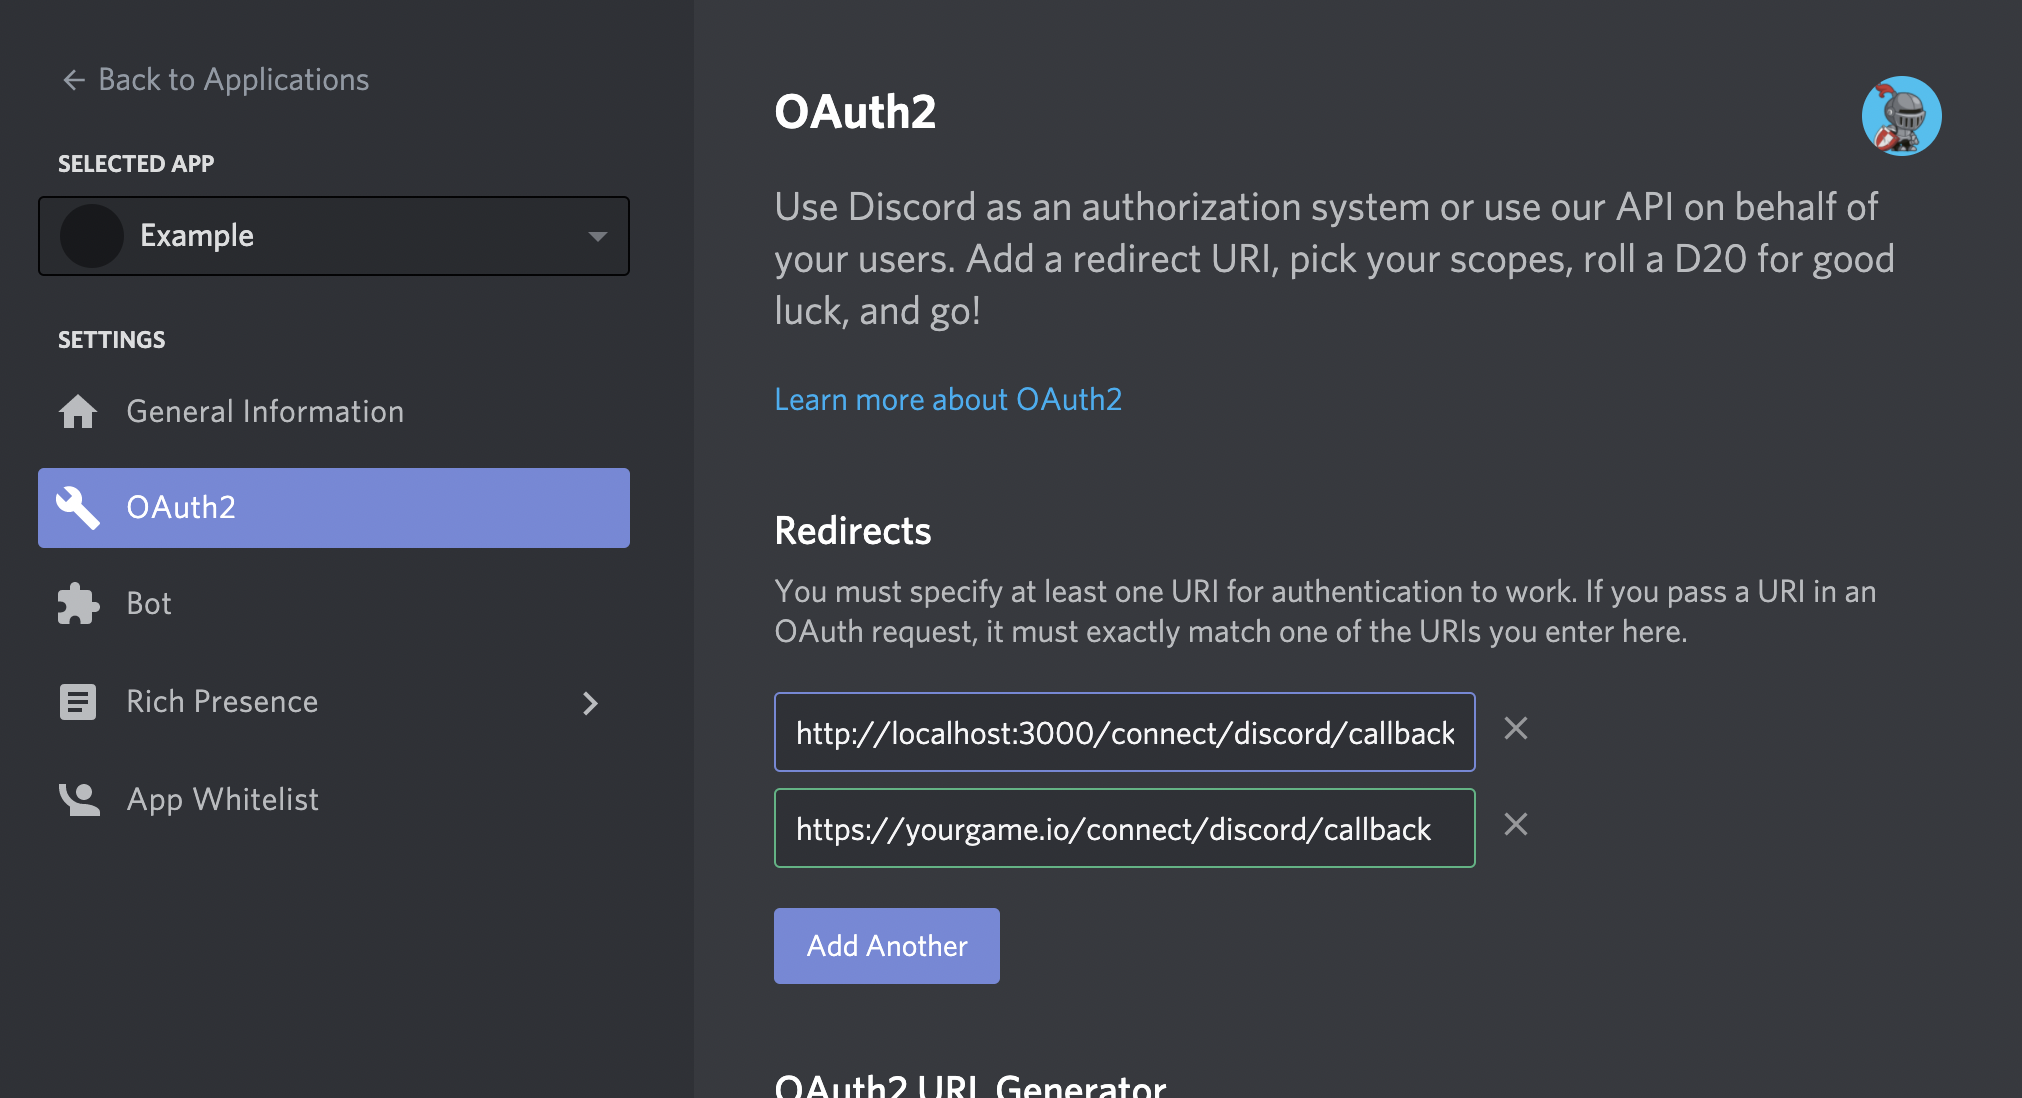 Back to Applications
SELECTED APP
Example
SETTINGS
General Information
OAuth2
Bot
Rich Presence
App Whitelist
OAuth2
Use Discord as an authorization system or use our API on behalf of
your users. Add a redirect URI, pick your scopes, roll a D20 for good
luck, and go!
Learn more about OAuth2
Redirects
You must specify at least one URI for authentication to work. If you pass a URI in an
OAuth request, it must exactly match one of the URIs you enter here.
http://localhost:3000/connect/discord/callback
https://yourgame.io/connect/discord/callback
Add Another
OAuth2 URL Generator